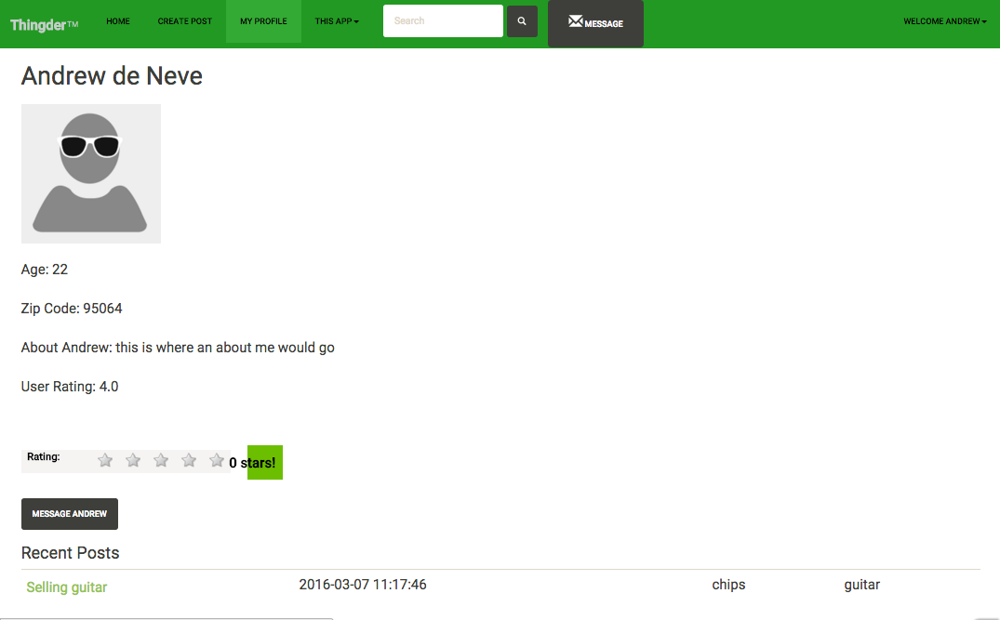 Thingder™ HOME CREATE POST MY PROFILE THIS APP Search MESSAGE WELCOME ANDREW
Andrew de Neve
Age: 22
Zip Code: 95064
About Andrew: this is where an about me would go
User Rating: 4.0
Rating: 0 stars!
MESSAGE ANDREW
Recent Posts
Selling guitar 2016-03-07 11:17:46 chips guitar